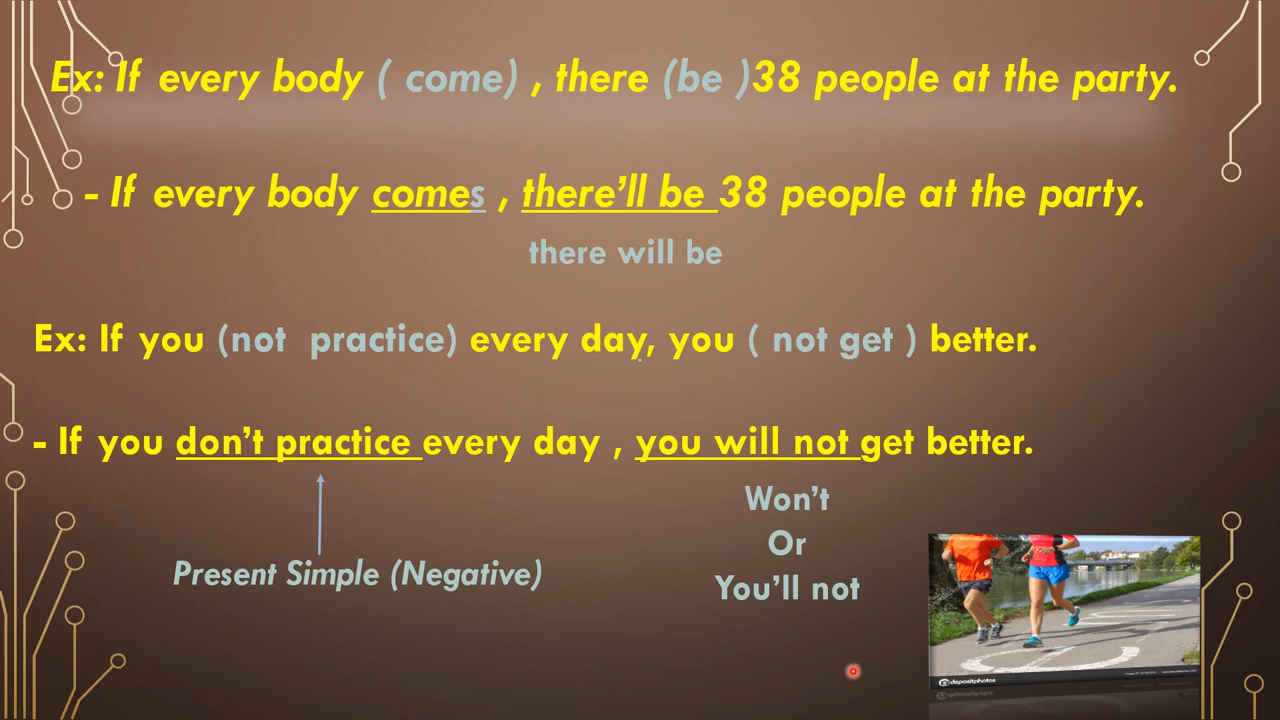 Ex: If every body ( come) , there (be )38 people at the party.
- If every body comes , there’ll be 38 people at the party.
there will be
Ex: If you (not practice) every day, you ( not get ) better.
- If you don’t practice every day , you will not get better.
Won’t
Or
Present Simple (Negative)
You’ll not
depositphotos